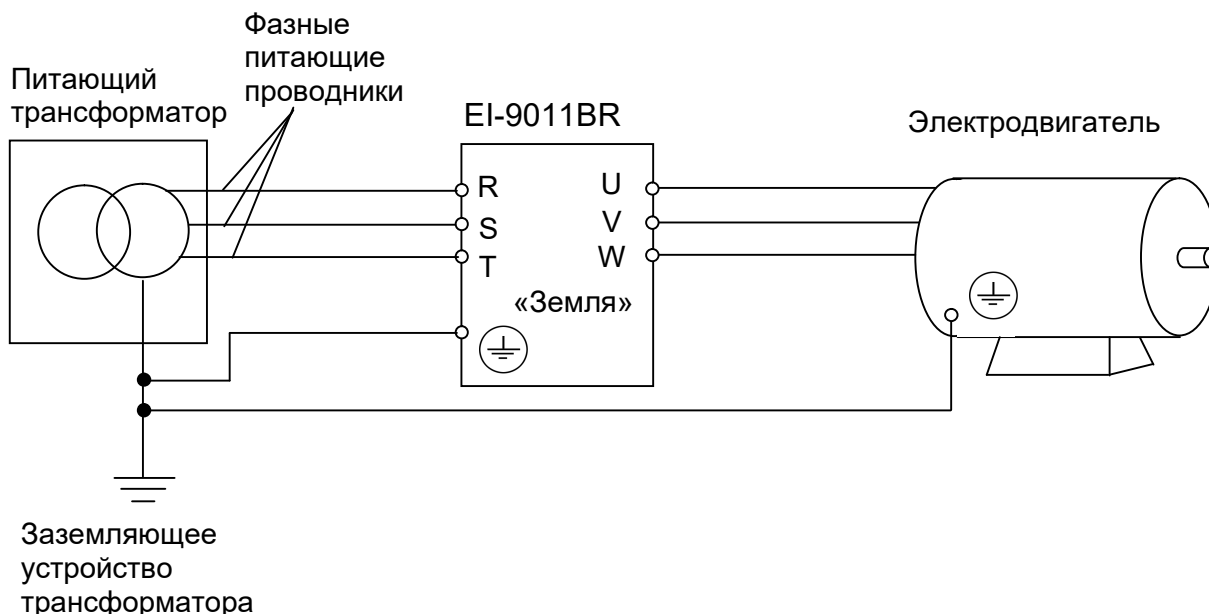 Фазные
питающие
проводники
Питающий
трансформатор
EI-9011BR
Электродвигатель
R
U
S
V
T
W
«Земля»
Заземляющее
устройство
трансформатора